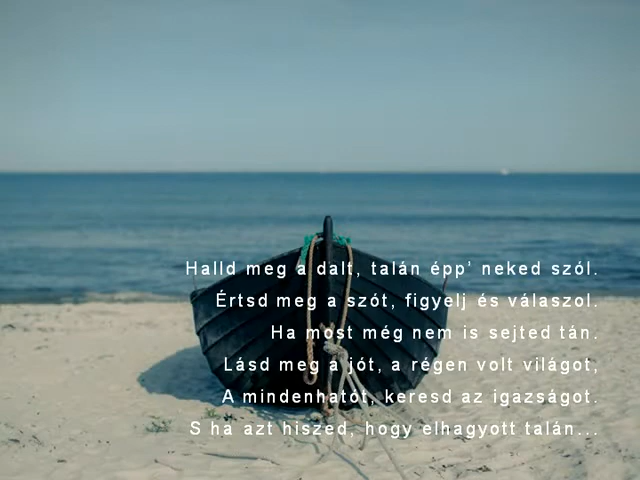 Halld meg a dalt, talán épp’ neked szól.
Értsd meg a szót, figyelj és válaszol.
Ha most még nem is sejted tán.
Lásd meg a jót, a régen volt világot,
A mindenhatót, keresd az igazságot.
S ha azt hiszed, hogy elhagyott talán...